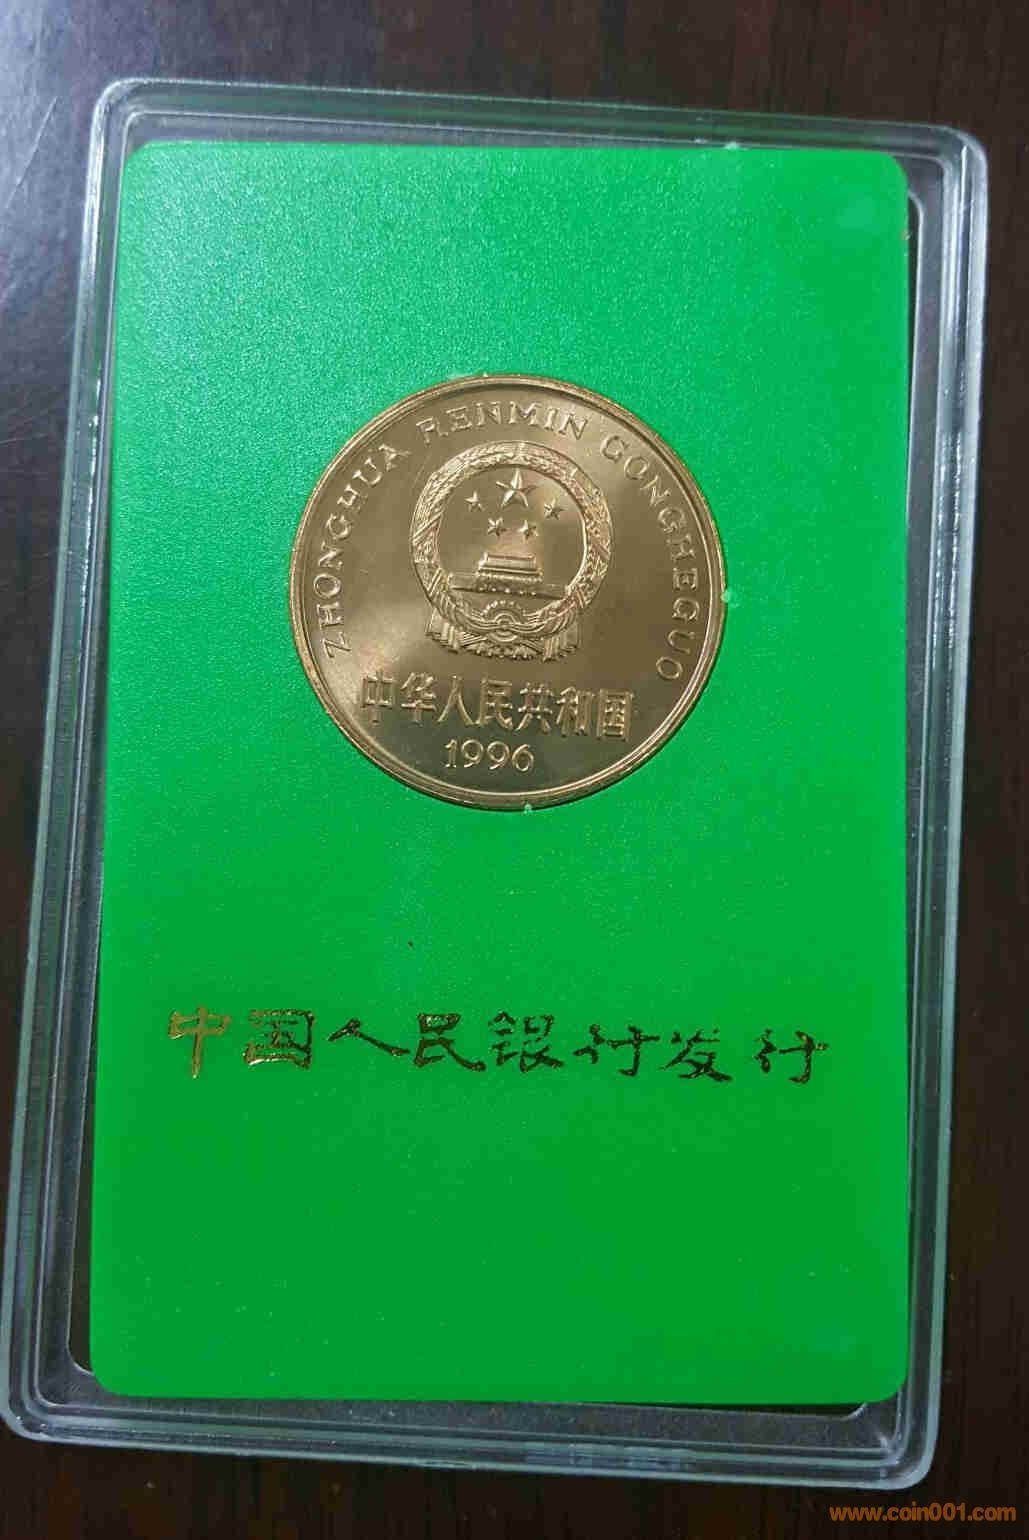 ZHONGHUA RENMIN GONGHEGUO
中华人民共和国
1996
中国人民银行发行
www.coin001.com